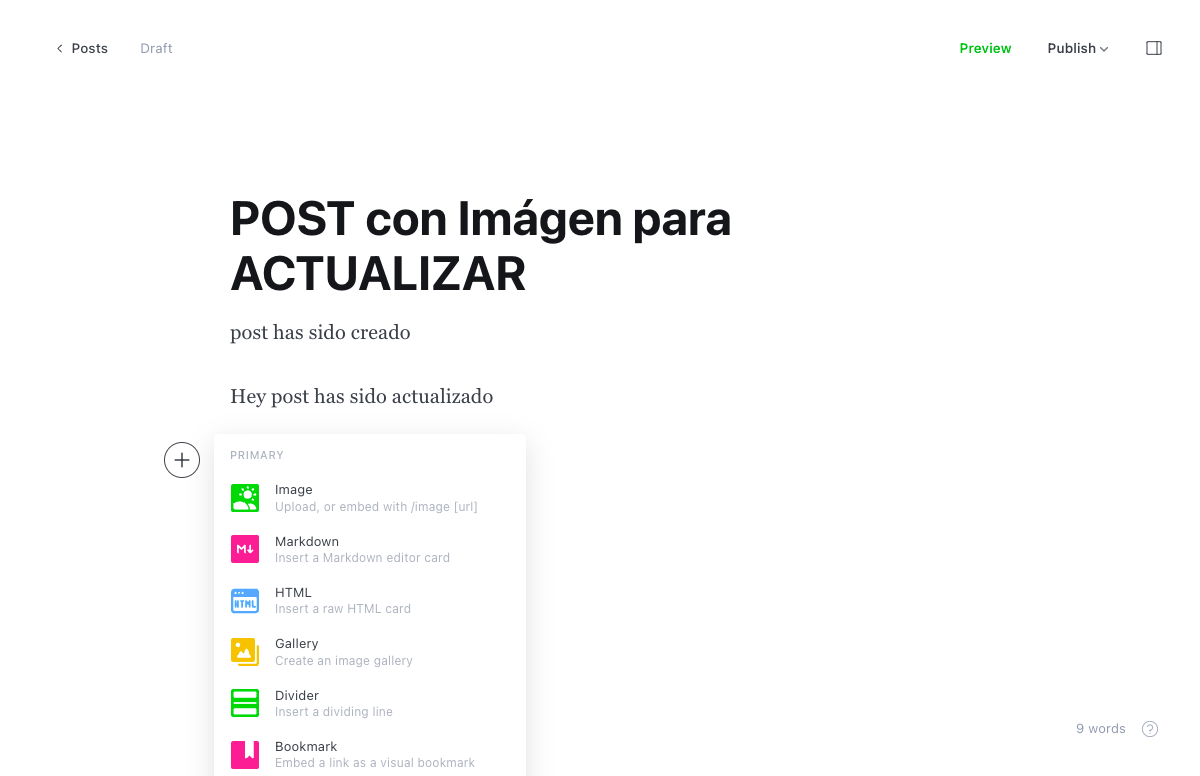 Posts
Draft
Preview
Publish
POST con Imágen para
ACTUALIZAR
post has sido creado
Hey post has sido actualizado
PRIMARY
Image
Upload, or embed with /image [url]
M
Markdown
Insert a Markdown editor card
HTML
HTML
Insert a raw HTML card
Gallery
Create an image gallery
Divider
Insert a dividing line
Bookmark
Embed a link as a visual bookmark
9 words
?